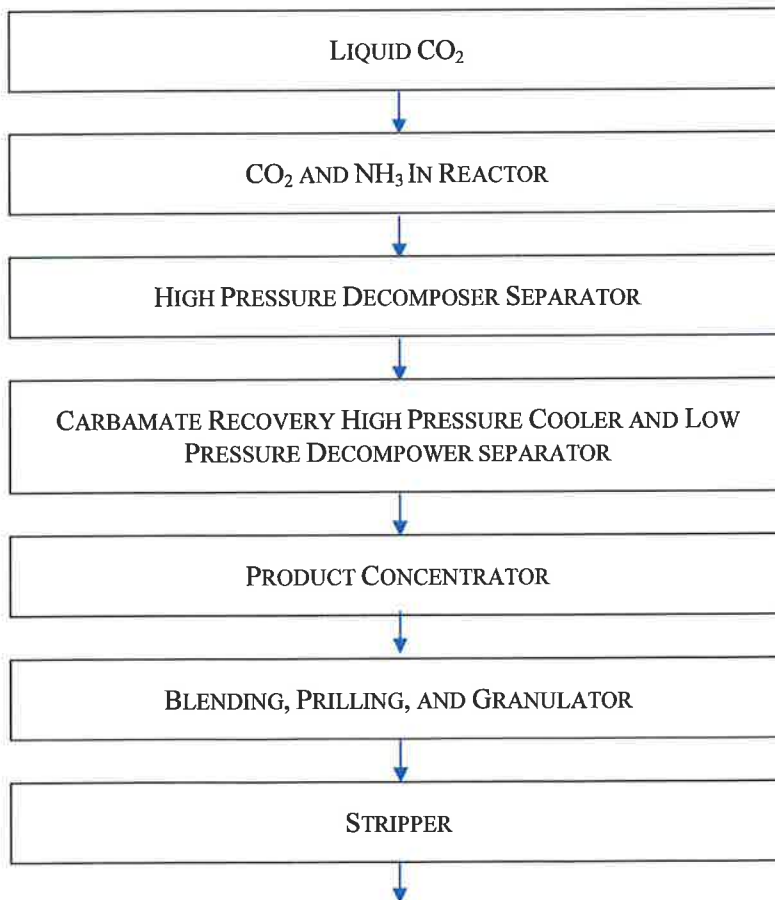 LIQUID CO₂
CO₂ AND NH₃ IN REACTOR
HIGH PRESSURE DECOMPOSER SEPARATOR
CARBAMATE RECOVERY HIGH PRESSURE COOLER AND LOW
PRESSURE DECOMPOWER SEPARATOR
PRODUCT CONCENTRATOR
BLENDING, PRILLING, AND GRANULATOR
STRIPPER